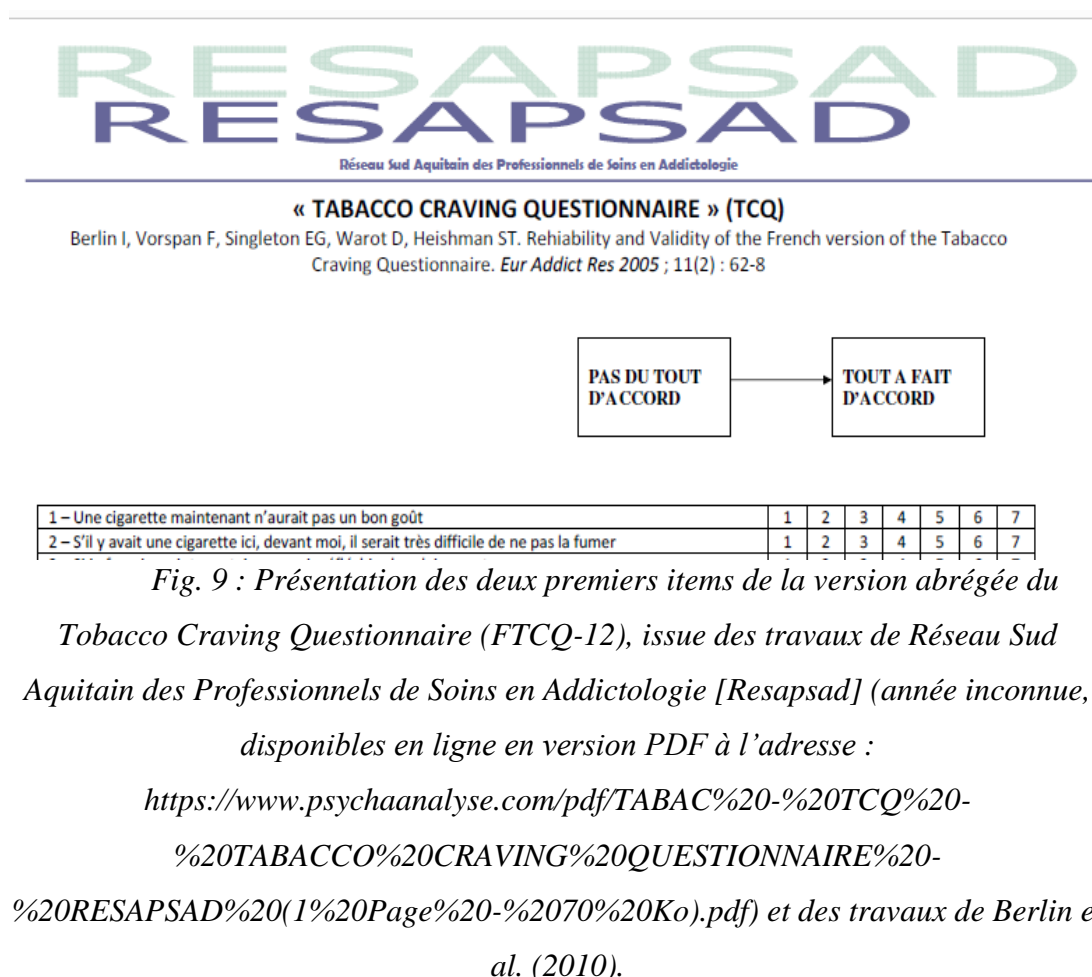 RESAPSAD
RESAPSAD
Réseau Sud Aquitain des Professionnels de Soins en Addictologie
« TABACCO CRAVING QUESTIONNAIRE » (TCQ)
Berlin I, Vorspan F, Singleton EG, Warot D, Heishman ST. Rehiability and Validity of the French version of the Tabacco
Craving Questionnaire. Eur Addict Res 2005 ; 11(2) : 62-8
PAS DU TOUT
D'ACCORD
TOUT A FAIT
D'ACCORD
1 – Une cigarette maintenant n'aurait pas un bon goût 1 2 3 4 5 6 7
2 – S'il y avait une cigarette ici, devant moi, il serait très difficile de ne pas la fumer 1 2 3 4 5 6 7
Fig. 9 : Présentation des deux premiers items de la version abrégée du
Tobacco Craving Questionnaire (FTCQ-12), issue des travaux de Réseau Sud
Aquitain des Professionnels de Soins en Addictologie [Resapsad] (année inconnue,
disponibles en ligne en version PDF à l'adresse :
https://www.psychaanalyse.com/pdf/TABAC%20-%20TCQ%20-
%20TABACCO%20CRAVING%20QUESTIONNAIRE%20-
%20RESAPSAD%20(1%20Page%20-%2070%20Ko).pdf) et des travaux de Berlin e
al. (2010).